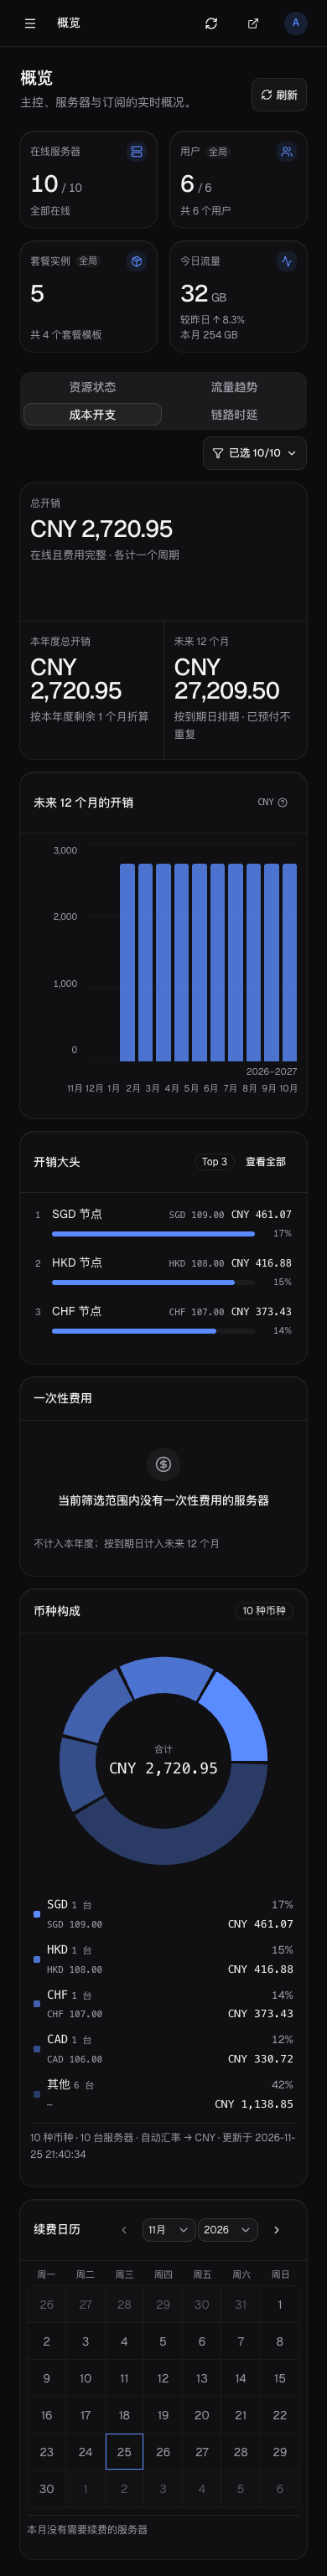 概览
A
概览
主控、服务器与订阅的实时概况。
刷新
在线服务器
10 / 10
全部在线
用户 全局
6 / 6
共 6 个用户
套餐实例 全局
5
共 4 个套餐模板
今日流量
32 GB
较昨日 ↑ 8.3%
本月 254 GB
资源状态
流量趋势
成本开支
链路时延
已选 10/10
总开销
CNY 2,720.95
在线且费用完整 · 各计一个周期
本年度总开销
CNY
2,720.95
按本年度剩余 1 个月折算
未来 12 个月
CNY
27,209.50
按到期日排期 · 已预付不
重复
未来 12 个月的开销
CNY
3,000
2,000
1,000
0
2026–2027
11月 12月 1月 2月 3月 4月 5月 6月 7月 8月 9月 10月
开销大头
Top 3
查看全部
1 SGD 节点 SGD 109.00 CNY 461.07
17%
2 HKD 节点 HKD 108.00 CNY 416.88
15%
3 CHF 节点 CHF 107.00 CNY 373.43
14%
一次性费用
当前筛选范围内没有一次性费用的服务器
不计入本年度；按到期日计入未来 12 个月
币种构成
10 种币种
合计
CNY 2,720.95
SGD 1 台 17%
SGD 109.00 CNY 461.07
HKD 1 台 15%
HKD 108.00 CNY 416.88
CHF 1 台 14%
CHF 107.00 CNY 373.43
CAD 1 台 12%
CAD 106.00 CNY 330.72
其他 6 台 42%
— CNY 1,138.85
10 种币种 · 10 台服务器 · 自动汇率 → CNY · 更新于 2026-11-
25 21:40:34
续费日历
11月
2026
周一 周二 周三 周四 周五 周六 周日
26 27 28 29 30 31 1
2 3 4 5 6 7 8
9 10 11 12 13 14 15
16 17 18 19 20 21 22
23 24 25 26 27 28 29
30 1 2 3 4 5 6
本月没有需要续费的服务器